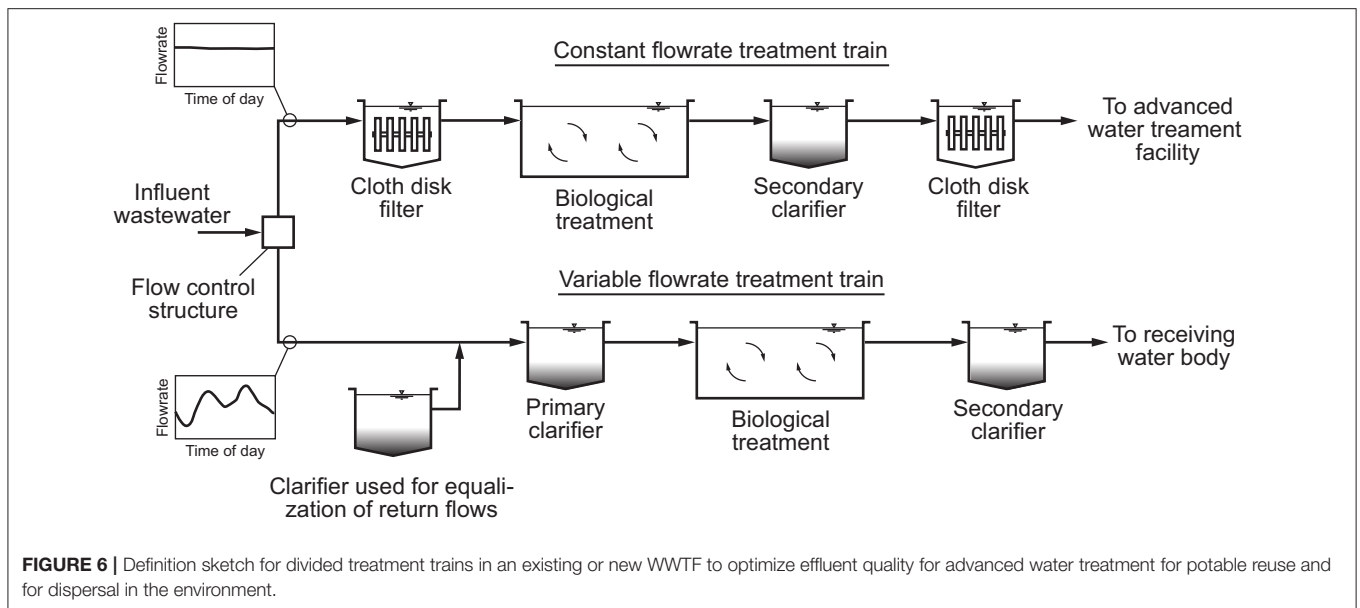 Flowrate
Time of day
Constant flowrate treatment train
Cloth disk
filter
Biological
treatment
Secondary
clarifier
Cloth disk
filter
To advanced
water treament
facility
Influent
wastewater
Flow control
structure
Variable flowrate treatment train
Flowrate
Time of day
Clarifier used for equali-
zation of return flows
Primary
clarifier
Biological
treatment
Secondary
clarifier
To receiving
water body
FIGURE 6 | Definition sketch for divided treatment trains in an existing or new WWTF to optimize effluent quality for advanced water treatment for potable reuse and
for dispersal in the environment.